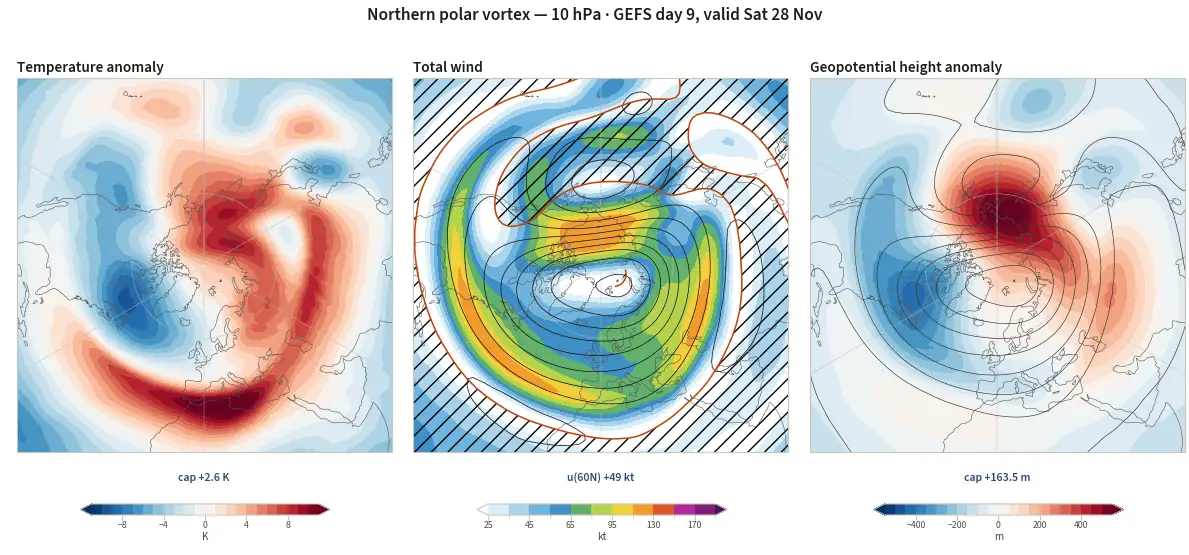 Northern polar vortex — 10 hPa · GEFS day 9, valid Sat 28 Nov
Temperature anomaly
Total wind
Geopotential height anomaly
cap +2.6 K
u(60N) +49 kt
cap +163.5 m
−8 −4 0 4 8
K
25 45 65 95 130 170
kt
−400 −200 0 200 400
m